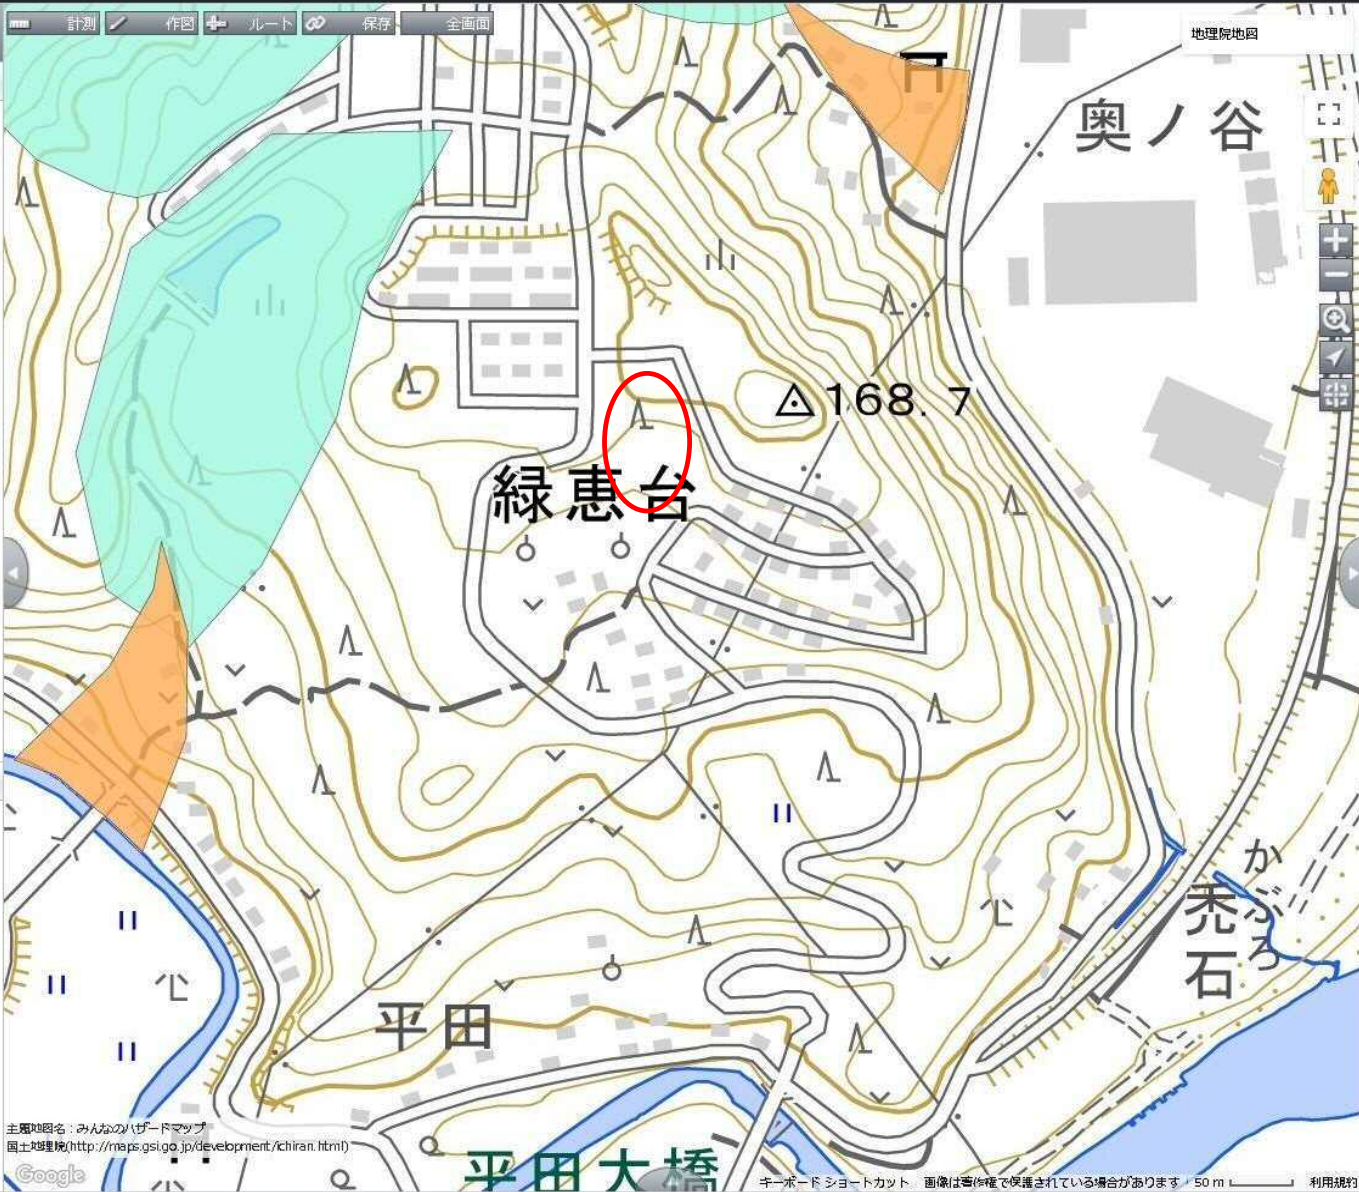 計測 作図 ルート 保存 全画面
地理院地図
奥ノ谷
168.7
緑恵台
かぶろ
禿石
平田
主題地図名：みんなのハザードマップ
国土地理院(http://maps.gsi.go.jp/development/ichiran.html)
Google
平田大橋
キーボード ショートカット 画像は著作権で保護されている場合があります 50 m 利用規約